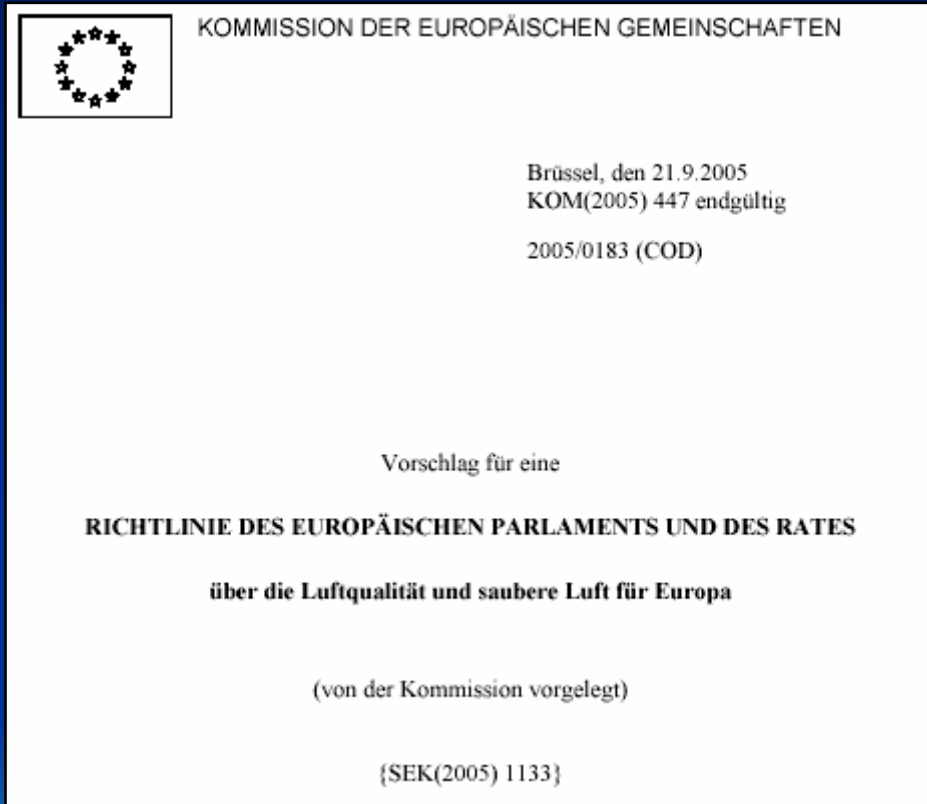 KOMMISSION DER EUROPÄISCHEN GEMEINSCHAFTEN
Brüssel, den 21.9.2005
KOM(2005) 447 endgültig
2005/0183 (COD)
Vorschlag für eine
RICHTLINIE DES EUROPÄISCHEN PARLAMENTS UND DES RATES
über die Luftqualität und saubere Luft für Europa
(von der Kommission vorgelegt)
{SEK(2005) 1133}